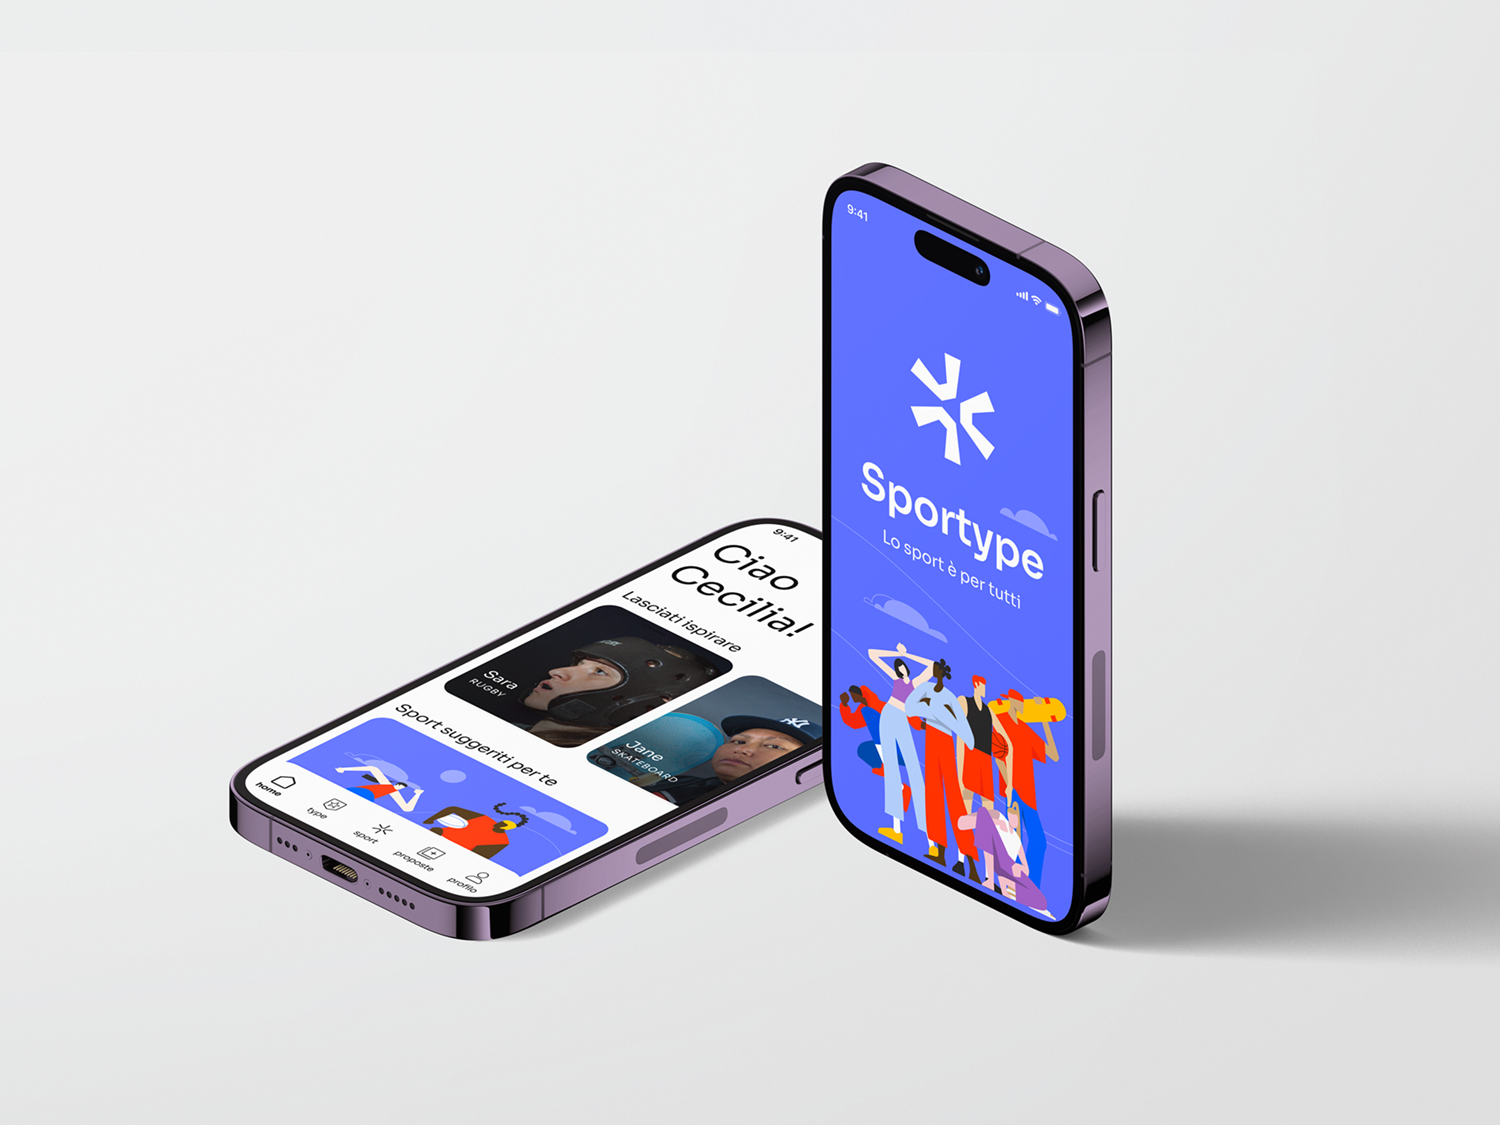 9:41
Ciao
Cecilia!
Lasciati ispirare
Sara
RUGBY
Jane
SKATEBOARD
Sport suggeriti per te
home
type
sport
proposte
profilo
9:41
Sportype
Lo sport è per tutti